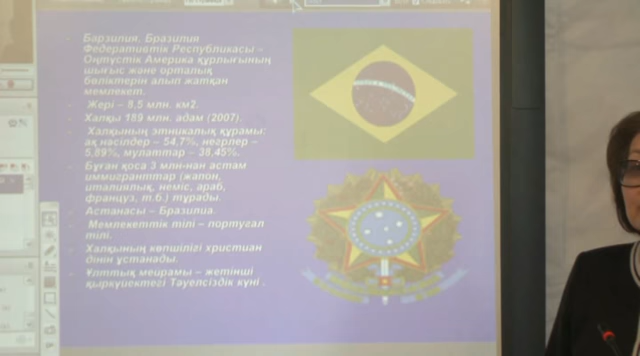 Барзилия, Бразилия
Федеративтік Республикасы –
Оңтүстік Америка құрлығының
шығыс және орталық
бөліктерін алып жатқан
мемлекет.
Жері – 8,5 млн. км2.
Халқы 189 млн. адам (2007).
Халқының этникалық құрамы:
ақ нәсілдер – 54,7%, негрлер –
5,89%, мулаттар – 38,45%.
Бұған қоса 3 млн-нан астам
иммигранттар (жапон,
италиялық, неміс, араб,
француз, т.б.) тұрады.
Астанасы – Бразилиа.
Мемлекеттік тілі – португал
тілі.
Халқының көпшілігі христиан
дінін ұстанады.
Ұлттық мейрамы – жетінші
қыркүйектегі Тәуелсіздік күні .